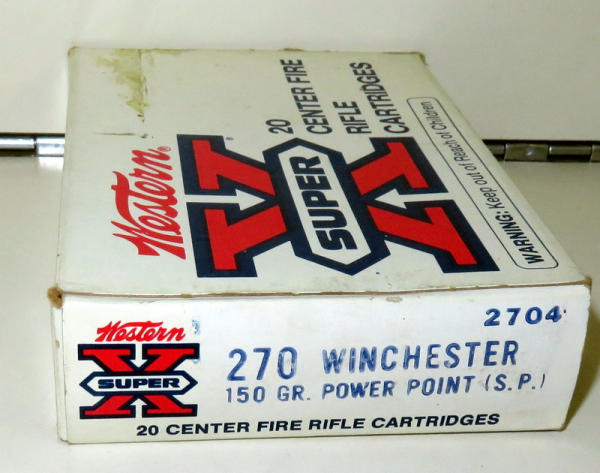 Western®
SUPER X
20
CENTER FIRE
RIFLE
CARTRIDGES
WARNING: Keep out of Reach of Children
Western
SUPER X
2704
270 WINCHESTER
150 GR. POWER POINT (S.P.)
20 CENTER FIRE RIFLE CARTRIDGES